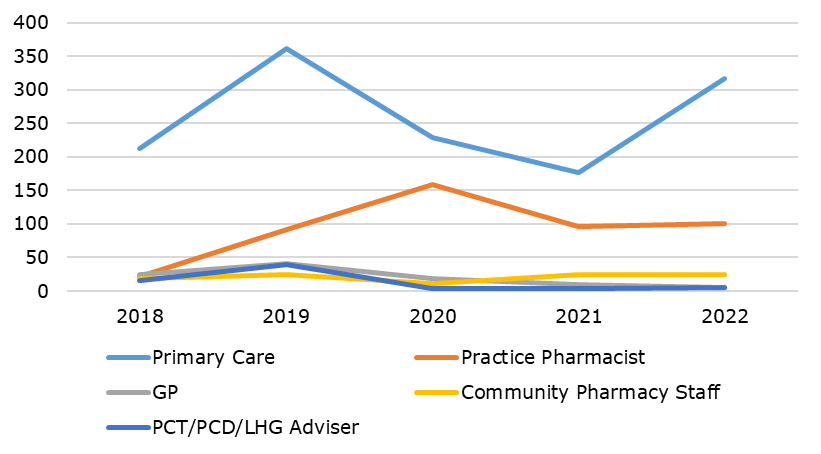 400
350
300
250
200
150
100
50
0
2018 2019 2020 2021 2022
Primary Care Practice Pharmacist
GP Community Pharmacy Staff
PCT/PCD/LHG Adviser